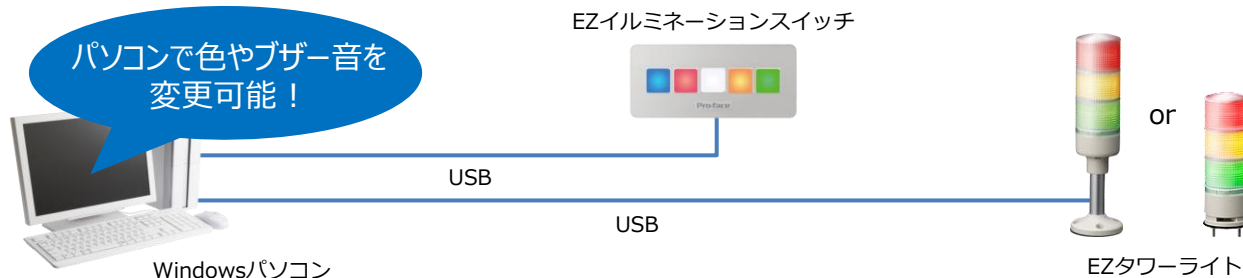 EZイルミネーションスイッチ
パソコンで色やブザー音を
変更可能！
Pro-face
or
USB
USB
Windowsパソコン
EZタワーライト